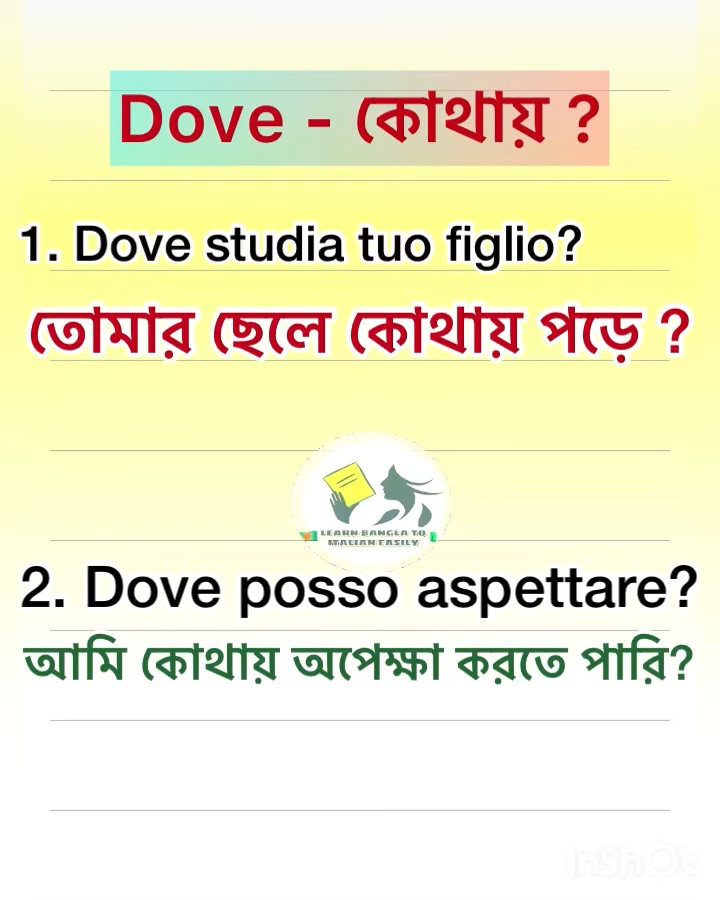 Dove - কোথায় ?
1. Dove studia tuo figlio?
তোমার ছেলে কোথায় পড়ে ?
LEARN BANGLA TO
ITALIAN EASILY
2. Dove posso aspettare?
আমি কোথায় অপেক্ষা করতে পারি?
InShOt